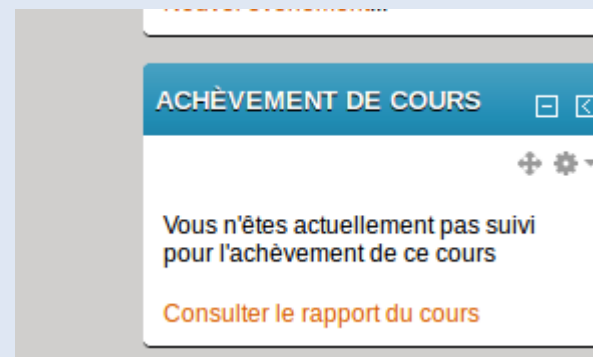 ACHÈVEMENT DE COURS
Vous n'êtes actuellement pas suivi
pour l'achèvement de ce cours
Consulter le rapport du cours